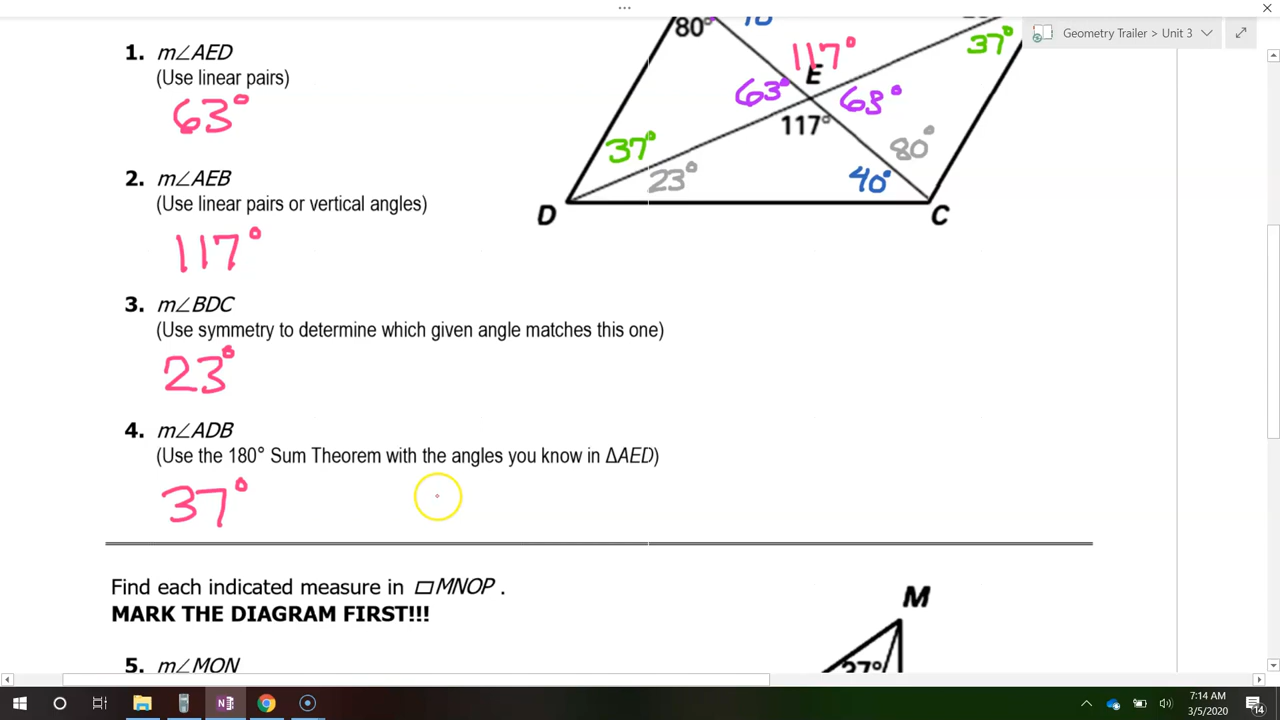 Geometry Trailer > Unit 3
1. m∠AED
(Use linear pairs)
63°
2. m∠AEB
(Use linear pairs or vertical angles)
117°
3. m∠BDC
(Use symmetry to determine which given angle matches this one)
23°
4. m∠ADB
(Use the 180° Sum Theorem with the angles you know in ΔAED)
37°
80°
37°
117°
E
63°
63°
117°
80°
37°
23°
40°
D
C
Find each indicated measure in ▱MNOP .
MARK THE DIAGRAM FIRST!!!
M
5. m∠MON
27°
7:14 AM
3/5/2020
14